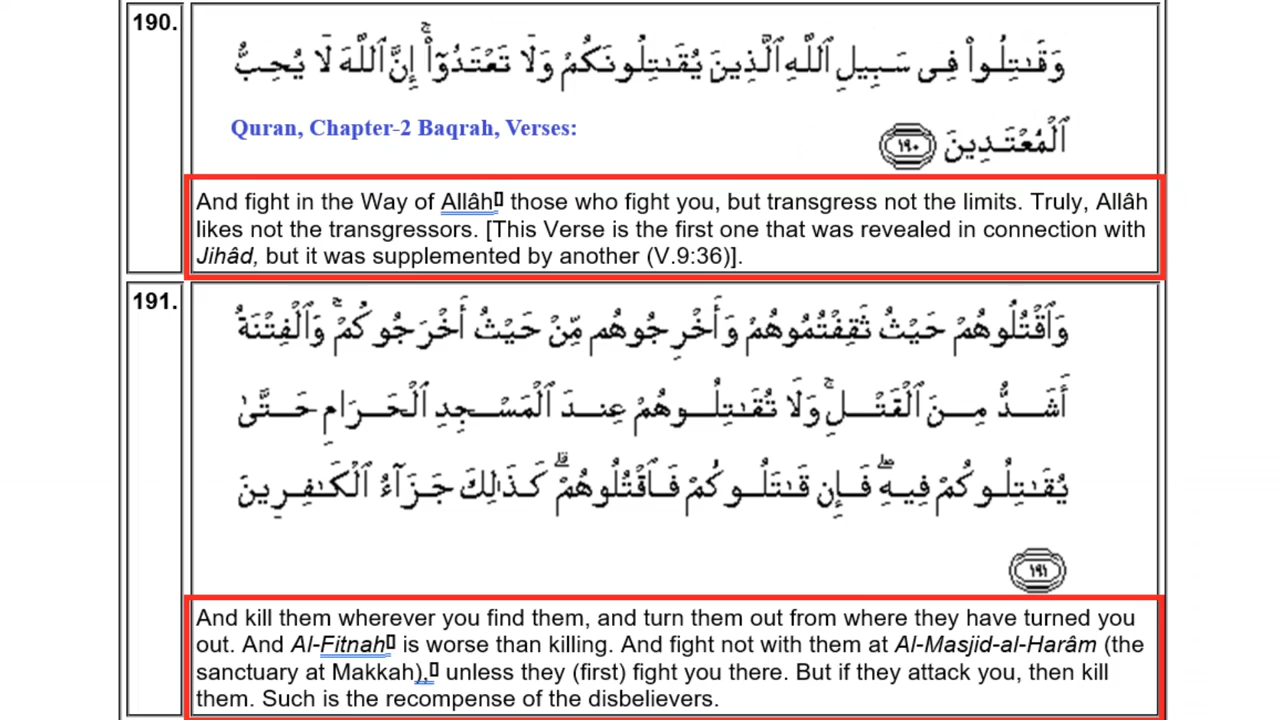 190.
وَقَٰتِلُوا۟ فِى سَبِيلِ ٱللَّهِ ٱلَّذِينَ يُقَٰتِلُونَكُمْ وَلَا تَعْتَدُوٓا۟ ۚ إِنَّ ٱللَّهَ لَا يُحِبُّ
ٱلْمُعْتَدِينَ ١٩٠
Quran, Chapter-2 Baqrah, Verses:
And fight in the Way of Allâh▯ those who fight you, but transgress not the limits. Truly, Allâh
likes not the transgressors. [This Verse is the first one that was revealed in connection with
Jihâd, but it was supplemented by another (V.9:36)].
191.
وَٱقْتُلُوهُمْ حَيْثُ ثَقِفْتُمُوهُمْ وَأَخْرِجُوهُم مِّنْ حَيْثُ أَخْرَجُوكُمْ ۚ وَٱلْفِتْنَةُ
أَشَدُّ مِنَ ٱلْقَتْلِ ۚ وَلَا تُقَٰتِلُوهُمْ عِندَ ٱلْمَسْجِدِ ٱلْحَرَامِ حَتَّىٰ
يُقَٰتِلُوكُمْ فِيهِ ۖ فَإِن قَٰتَلُوكُمْ فَٱقْتُلُوهُمْ ۗ كَذَٰلِكَ جَزَآءُ ٱلْكَٰفِرِينَ
١٩١
And kill them wherever you find them, and turn them out from where they have turned you
out. And Al-Fitnah▯ is worse than killing. And fight not with them at Al-Masjid-al-Harâm (the
sanctuary at Makkah),▯ unless they (first) fight you there. But if they attack you, then kill
them. Such is the recompense of the disbelievers.